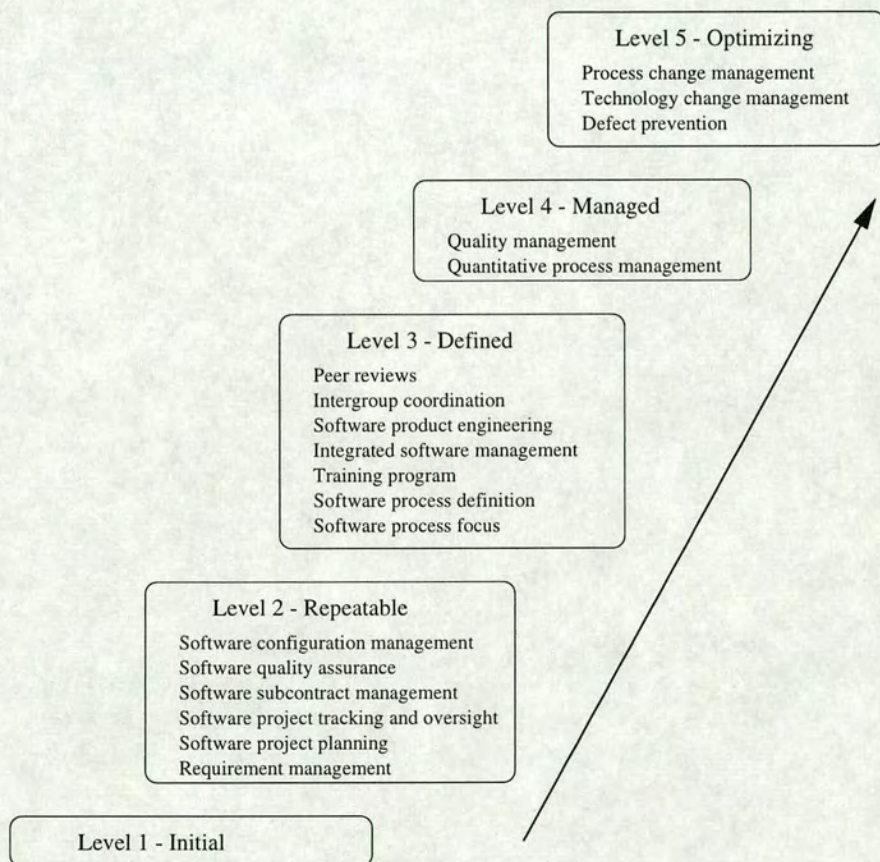 Level 5 - Optimizing
Process change management
Technology change management
Defect prevention
Level 4 - Managed
Quality management
Quantitative process management
Level 3 - Defined
Peer reviews
Intergroup coordination
Software product engineering
Integrated software management
Training program
Software process definition
Software process focus
Level 2 - Repeatable
Software configuration management
Software quality assurance
Software subcontract management
Software project tracking and oversight
Software project planning
Requirement management
Level 1 - Initial